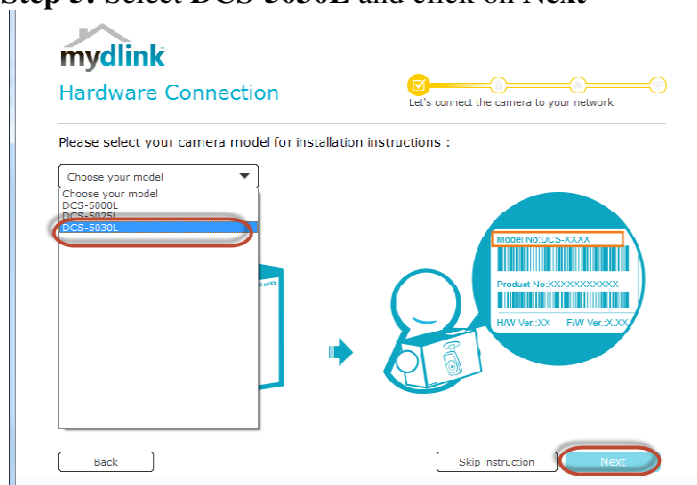 Step 3: Select DCS-5030L and click on Next
mydlink
Hardware Connection
Let's connect the camera to your network
Please select your camera model for installation instructions :
Choose your model
Choose your model
DCS-5000L
DCS-5025L
DCS-5030L
Model No:DCS-XXXX
Product No:XXXXXXXXXXX
H/W Ver.:XX F/W Ver.:X.XX
Back
Skip Instruction
Next